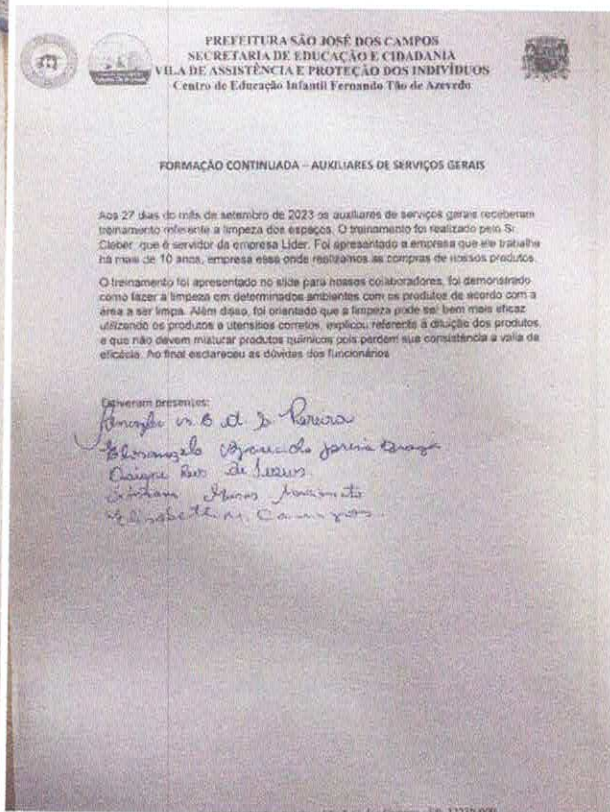 PREFEITURA SÃO JOSÉ DOS CAMPOS
SECRETARIA DE EDUCAÇÃO E CIDADANIA
VILA DE ASSISTÊNCIA E PROTEÇÃO DOS INDIVÍDUOS
Centro de Educação Infantil Fernando Tão de Azevedo
FORMAÇÃO CONTINUADA – AUXILIARES DE SERVIÇOS GERAIS
Aos 27 dias do mês de setembro de 2023 os auxiliares de serviços gerais receberam
treinamento referente a limpeza dos espaços. O treinamento foi realizado pelo Sr.
Cleber, que é servidor da empresa Lider. Foi apresentado a empresa que ele trabalha
há mais de 10 anos, empresa essa onde realizamos as compras de nossos produtos.
O treinamento foi apresentado no slide para nossos colaboradores, foi demonstrado
como fazer a limpeza em determinados ambientes com os produtos de acordo com a
área a ser limpa. Além disso, foi orientado que a limpeza pode ser bem mais eficaz
utilizando os produtos e utensílios corretos, explicou referente à diluição dos produtos,
e que não devem misturar produtos químicos pois perdem sua consistência a valia de
eficácia. Ao final esclareceu as dúvidas dos funcionários
Estiveram presentes:
Pereira
de Jesus
Nascimento